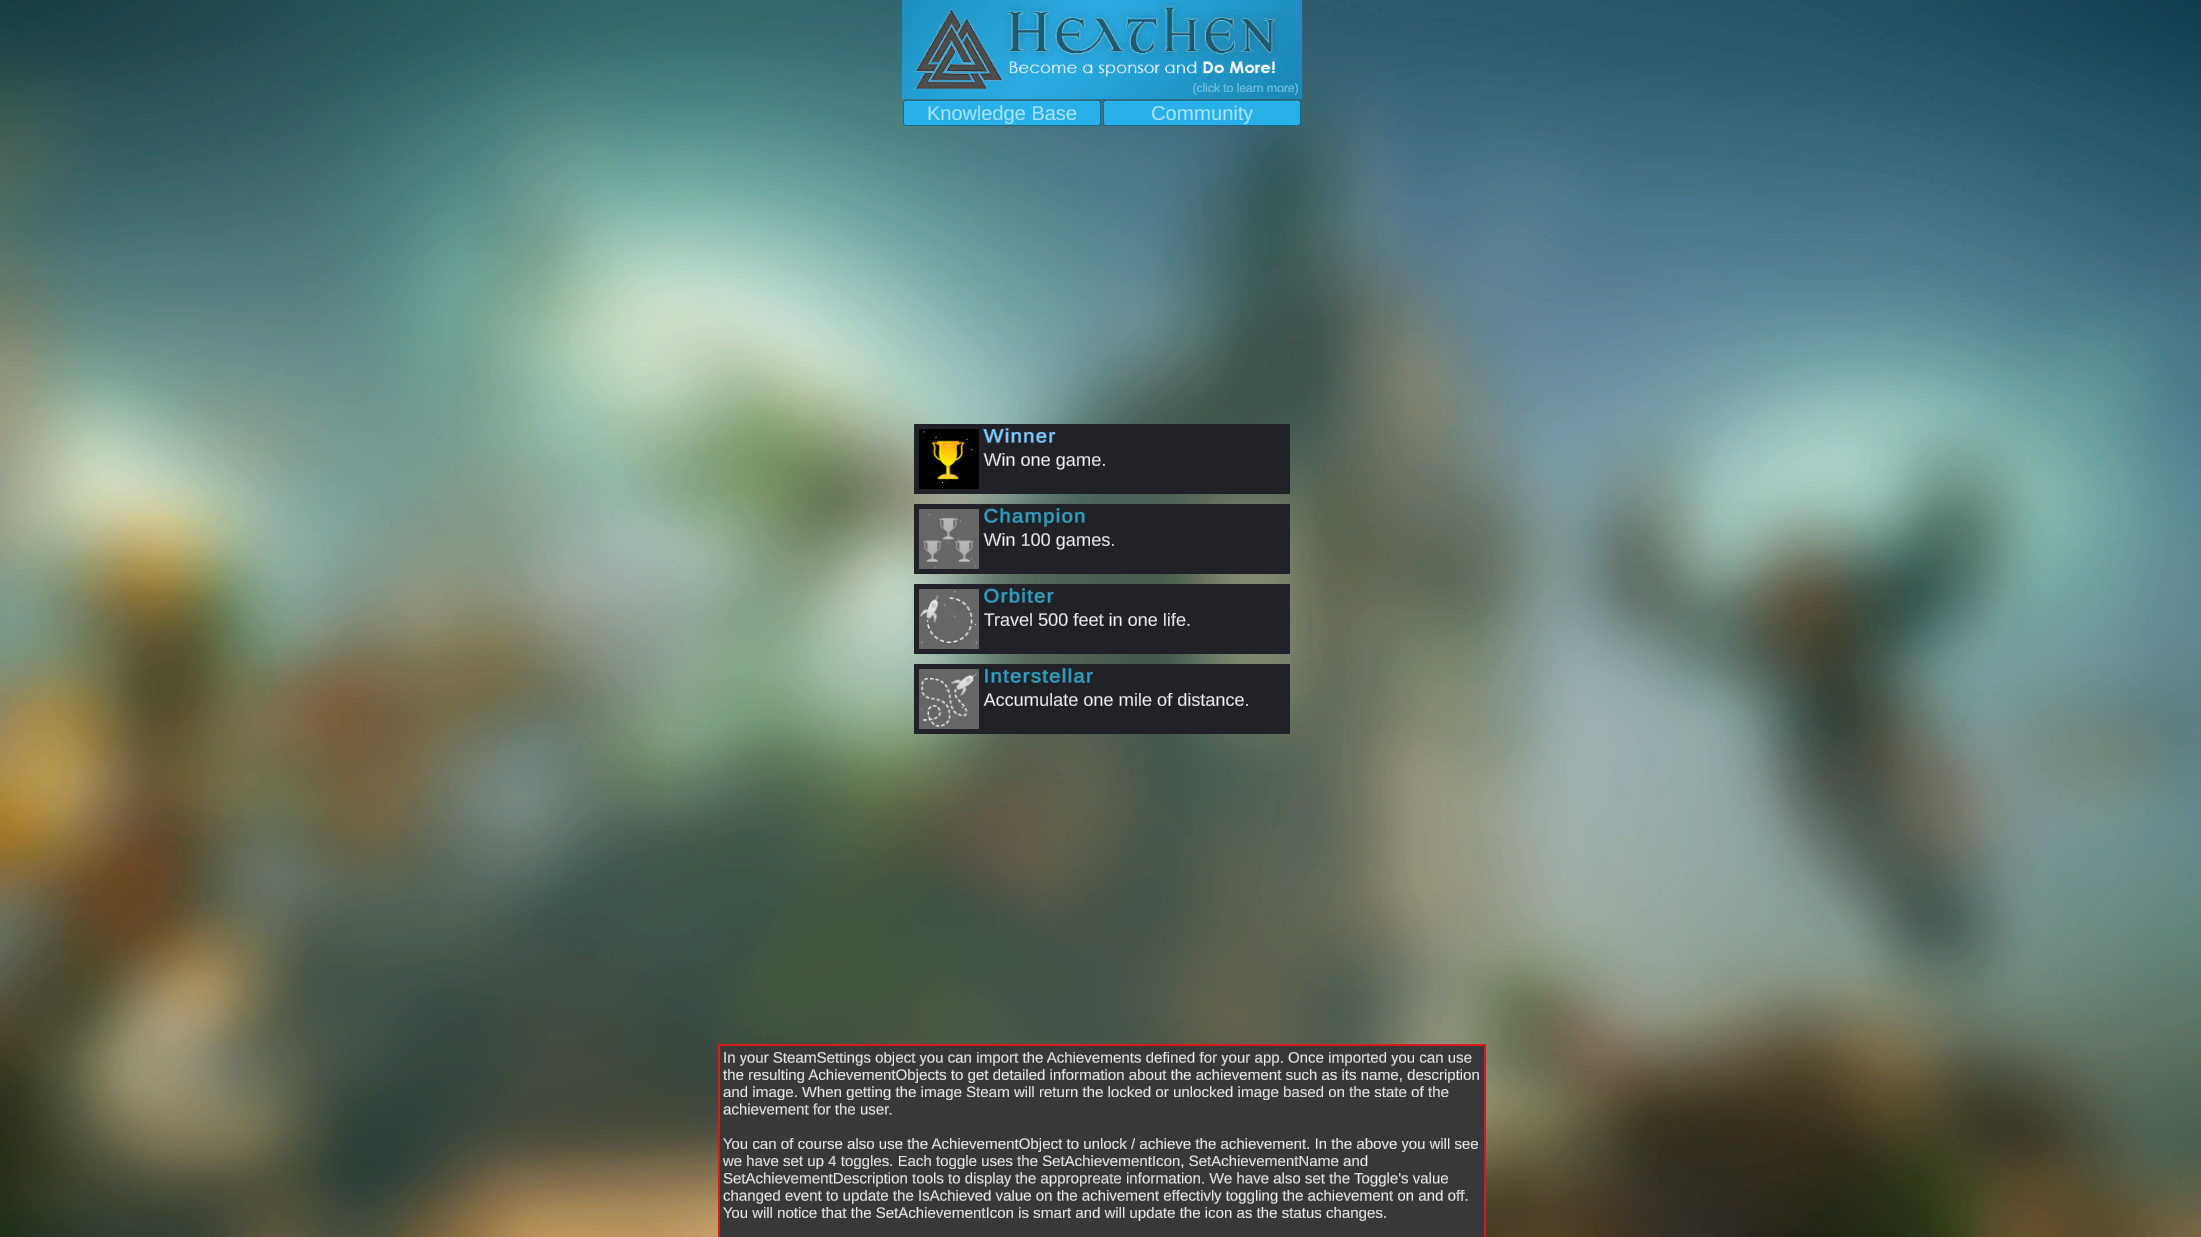 HEATHEN
Become a sponsor and Do More!
(click to learn more)
Knowledge Base
Community
Winner
Win one game.
Champion
Win 100 games.
Orbiter
Travel 500 feet in one life.
Interstellar
Accumulate one mile of distance.
In your SteamSettings object you can import the Achievements defined for your app. Once imported you can use
the resulting AchievementObjects to get detailed information about the achievement such as its name, description
and image. When getting the image Steam will return the locked or unlocked image based on the state of the
achievement for the user.
You can of course also use the AchievementObject to unlock / achieve the achievement. In the above you will see
we have set up 4 toggles. Each toggle uses the SetAchievementIcon, SetAchievementName and
SetAchievementDescription tools to display the appropreate information. We have also set the Toggle's value
changed event to update the IsAchieved value on the achivement effectivly toggling the achievement on and off.
You will notice that the SetAchievementIcon is smart and will update the icon as the status changes.